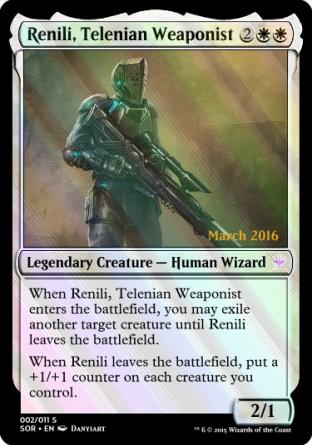 Renili, Telenian Weaponist 2
March 2016
Legendary Creature — Human Wizard
When Renili, Telenian Weaponist
enters the battlefield, you may exile
another target creature until Renili
leaves the battlefield.
When Renili leaves the battlefield, put a
+1/+1 counter on each creature you
control.
2/1
002/011 S
SOR • EN DANYIART
™ & © 2015 Wizards of the Coast